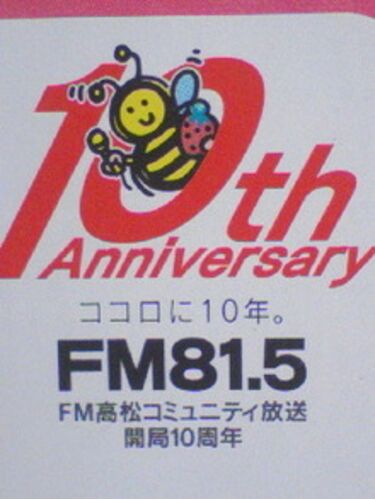 10th
Anniversary
ココロに10年。
FM81.5
FM高松コミュニティ放送
開局10周年